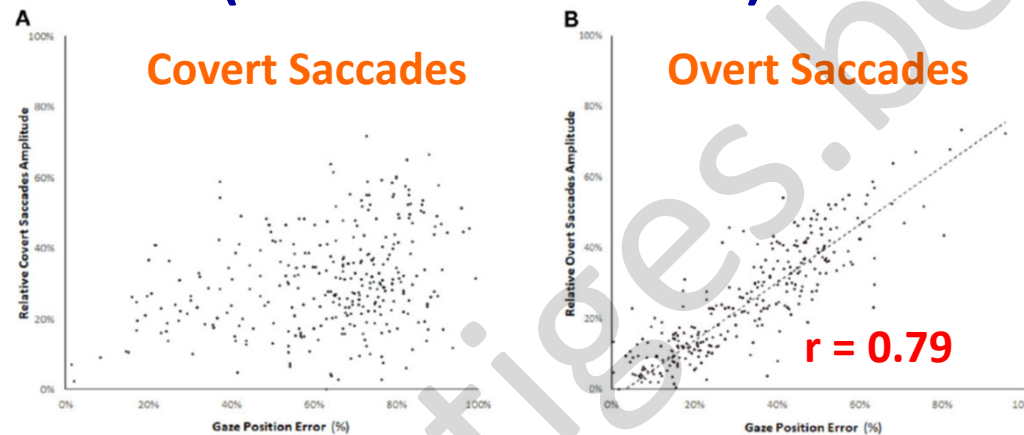 A
Covert Saccades
100%
80%
60%
40%
20%
0%
Relative Covert Saccades Amplitude
0% 20% 40% 60% 80% 100%
Gaze Position Error (%)
B
Overt Saccades
100%
80%
60%
40%
20%
0%
Relative Overt Saccades Amplitude
r = 0.79
0% 20% 40% 60% 80%
Gaze Position Error (%)
tiges.be